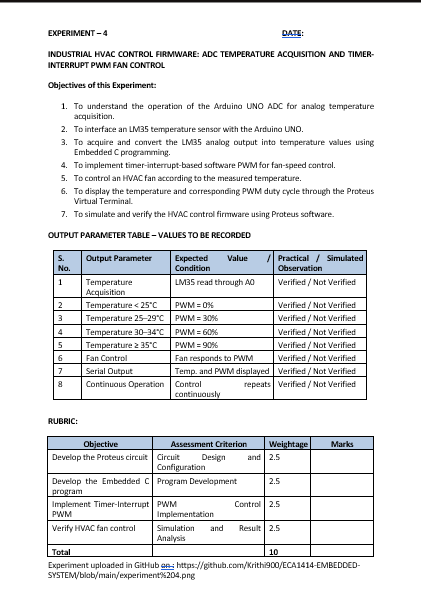 EXPERIMENT – 4 DATE:
INDUSTRIAL HVAC CONTROL FIRMWARE: ADC TEMPERATURE ACQUISITION AND TIMER-
INTERRUPT PWM FAN CONTROL
Objectives of this Experiment:
1. To understand the operation of the Arduino UNO ADC for analog temperature
acquisition.
2. To interface an LM35 temperature sensor with the Arduino UNO.
3. To acquire and convert the LM35 analog output into temperature values using
Embedded C programming.
4. To implement timer-interrupt-based software PWM for fan-speed control.
5. To control an HVAC fan according to the measured temperature.
6. To display the temperature and corresponding PWM duty cycle through the Proteus
Virtual Terminal.
7. To simulate and verify the HVAC control firmware using Proteus software.
OUTPUT PARAMETER TABLE – VALUES TO BE RECORDED
S. Output Parameter Expected Value / Practical / Simulated
No. Condition Observation
1 Temperature LM35 read through A0 Verified / Not Verified
Acquisition
2 Temperature < 25°C PWM = 0% Verified / Not Verified
3 Temperature 25–29°C PWM = 30% Verified / Not Verified
4 Temperature 30–34°C PWM = 60% Verified / Not Verified
5 Temperature ≥ 35°C PWM = 90% Verified / Not Verified
6 Fan Control Fan responds to PWM Verified / Not Verified
7 Serial Output Temp. and PWM displayed Verified / Not Verified
8 Continuous Operation Control repeats Verified / Not Verified
continuously
RUBRIC:
Objective Assessment Criterion Weightage Marks
Develop the Proteus circuit Circuit Design and 2.5
Configuration
Develop the Embedded C Program Development 2.5
program
Implement Timer-Interrupt PWM Control 2.5
PWM Implementation
Verify HVAC fan control Simulation and Result 2.5
Analysis
Total 10
Experiment uploaded in GitHub on : https://github.com/Krithi900/ECA1414-EMBEDDED-
SYSTEM/blob/main/experiment%204.png